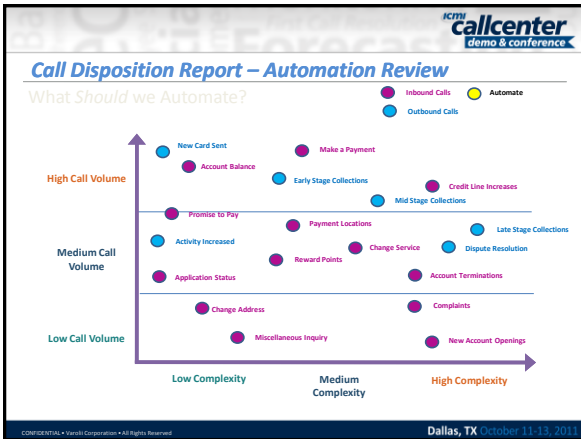 First Call Resolution
Forecast
icmi
callcenter
demo & conference
Call Disposition Report – Automation Review
What Should we Automate?
Inbound Calls
Automate
Outbound Calls
New Card Sent
Make a Payment
Account Balance
High Call Volume
Early Stage Collections
Credit Line Increases
Mid Stage Collections
Promise to Pay
Payment Locations
Late Stage Collections
Activity Increased
Change Service
Dispute Resolution
Medium Call
Volume
Reward Points
Application Status
Account Terminations
Change Address
Complaints
Low Call Volume
Miscellaneous Inquiry
New Account Openings
Low Complexity
Medium
Complexity
High Complexity
CONFIDENTIAL • Varolii Corporation • All Rights Reserved
Dallas, TX October 11-13, 2011